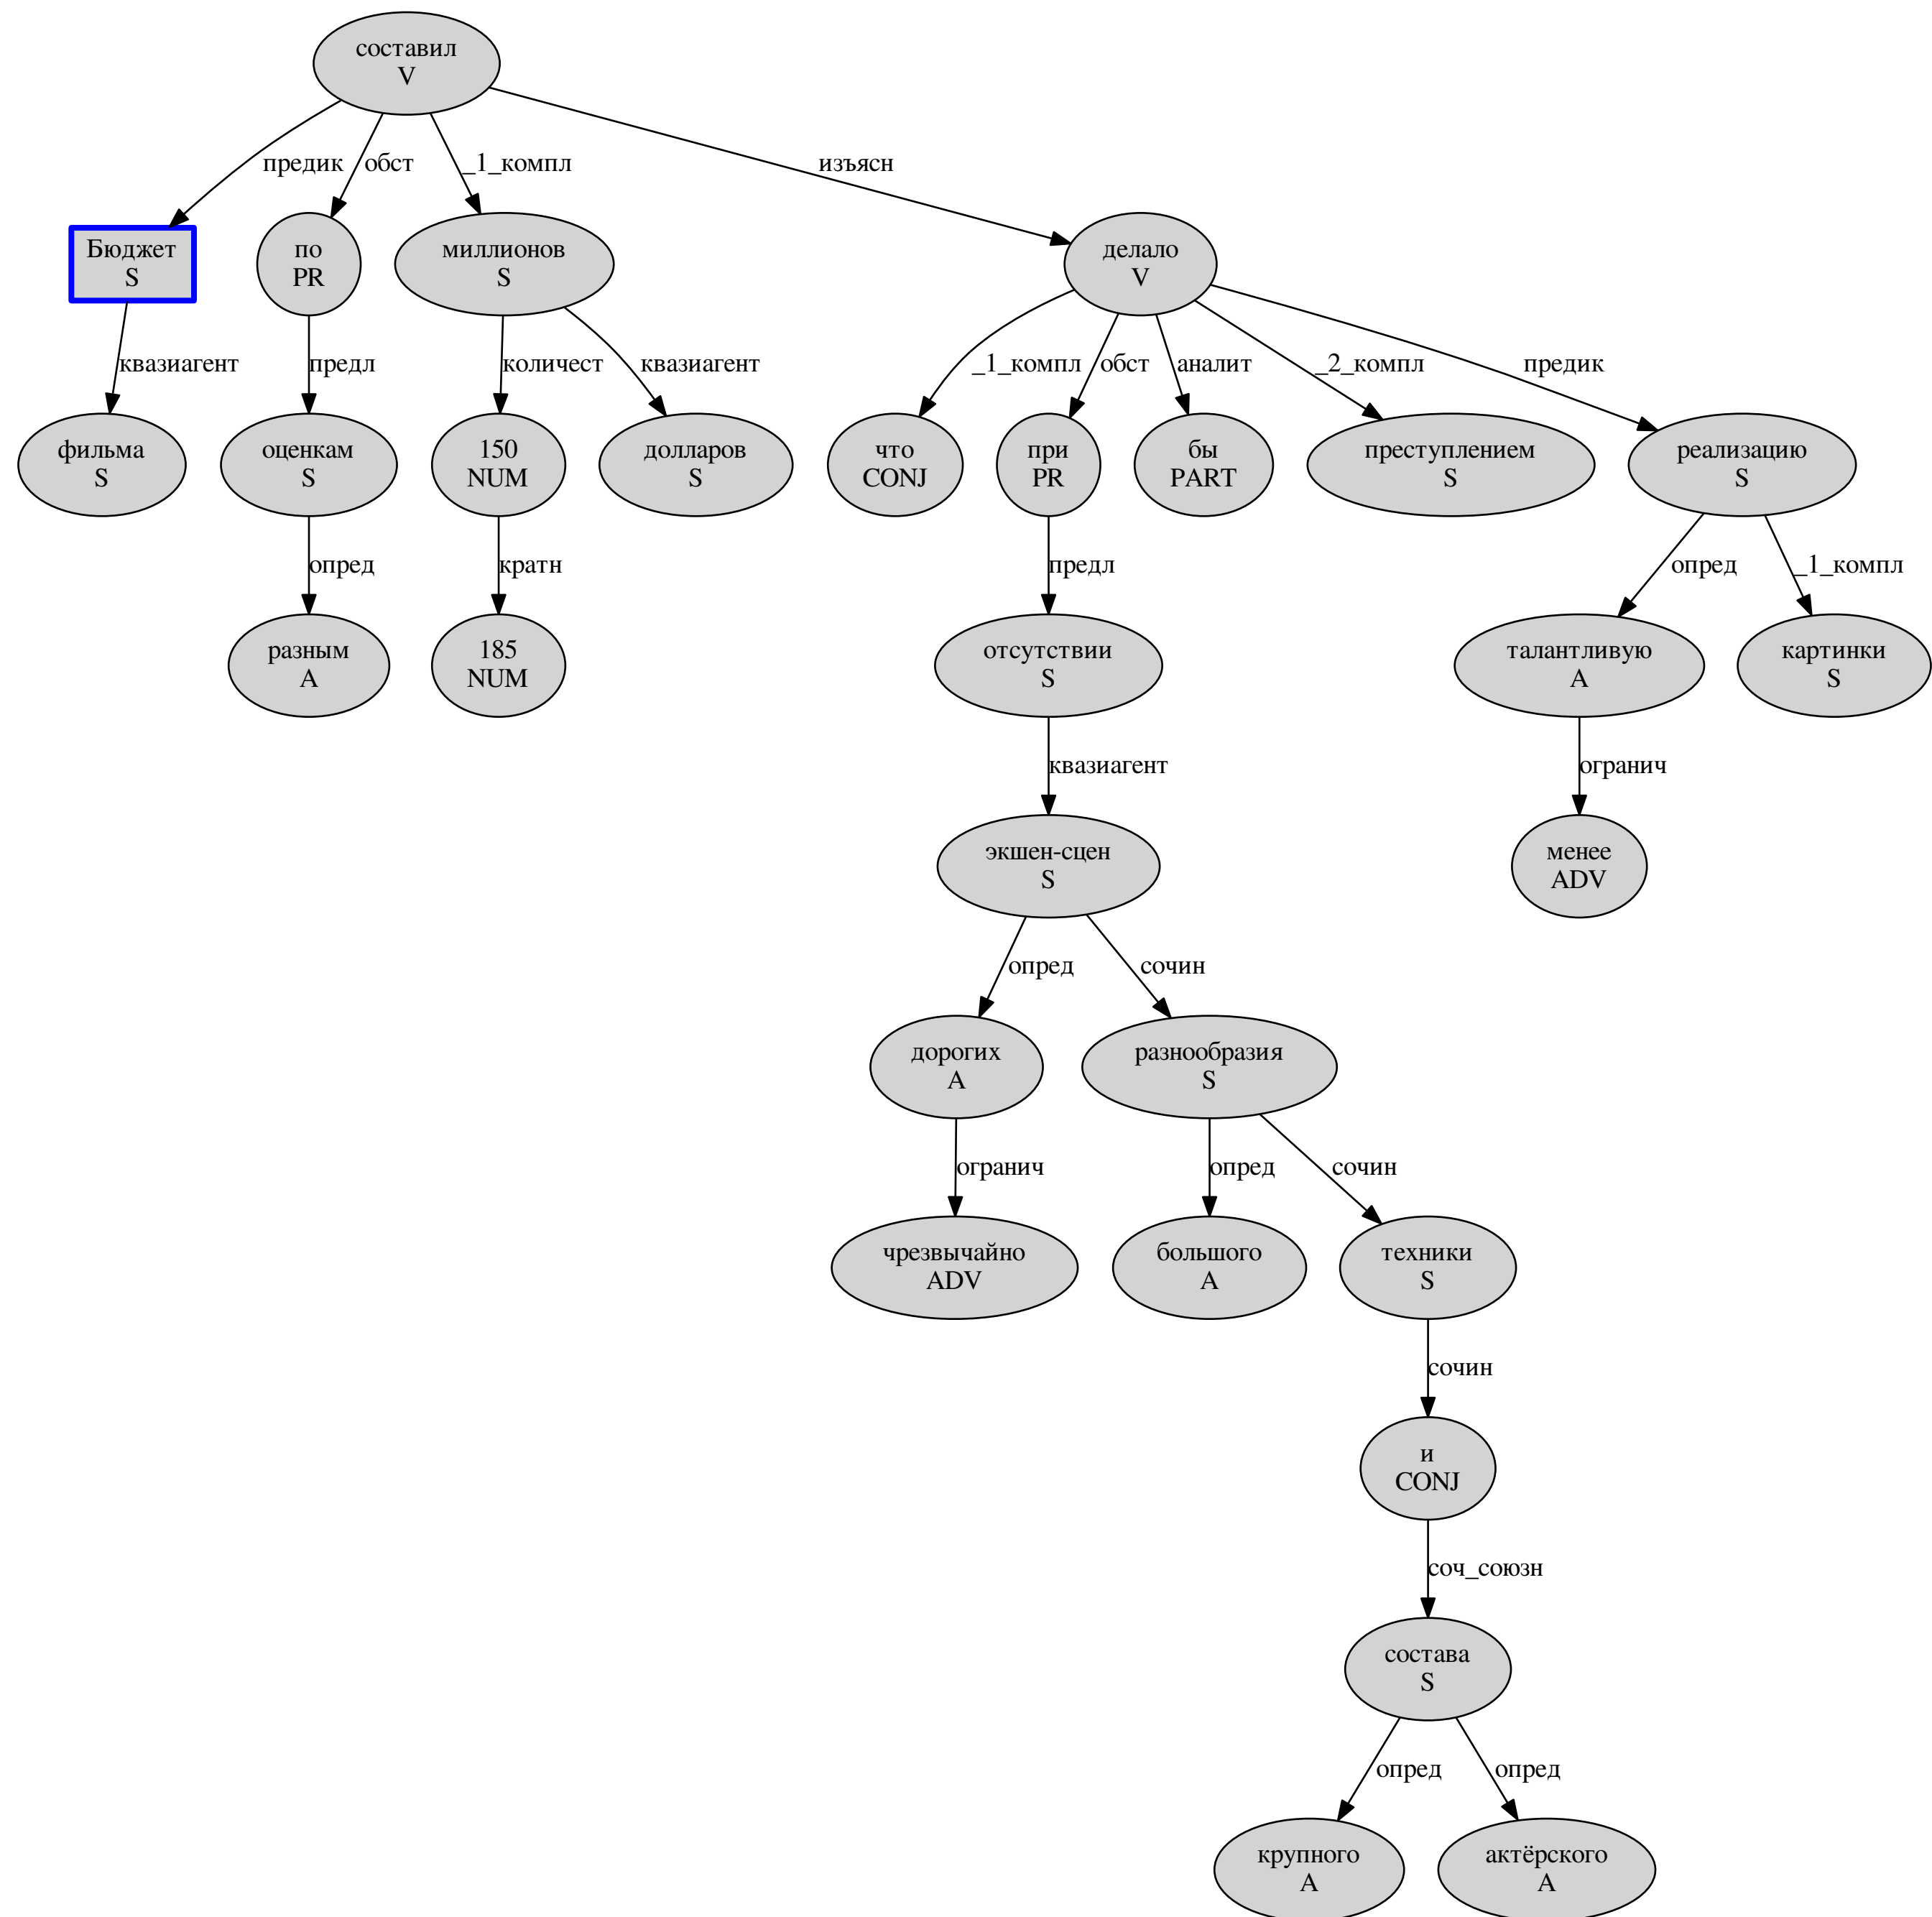 составил
V
предик
обст
_1_компл
изъясн
Бюджет
S
по
PR
миллионов
S
делало
V
квазиагент
предл
количест
квазиагент
_1_компл
обст
аналит
_2_компл
предик
фильма
S
оценкам
S
150
NUM
долларов
S
что
CONJ
при
PR
бы
PART
преступлением
S
реализацию
S
опред
кратн
предл
опред
_1_компл
разным
A
185
NUM
отсутствии
S
талантливую
A
картинки
S
квазиагент
огранич
экшен-сцен
S
менее
ADV
опред
сочин
дорогих
A
разнообразия
S
огранич
опред
сочин
чрезвычайно
ADV
большого
A
техники
S
сочин
и
CONJ
соч_союзн
состава
S
опред
опред
крупного
A
актёрского
A